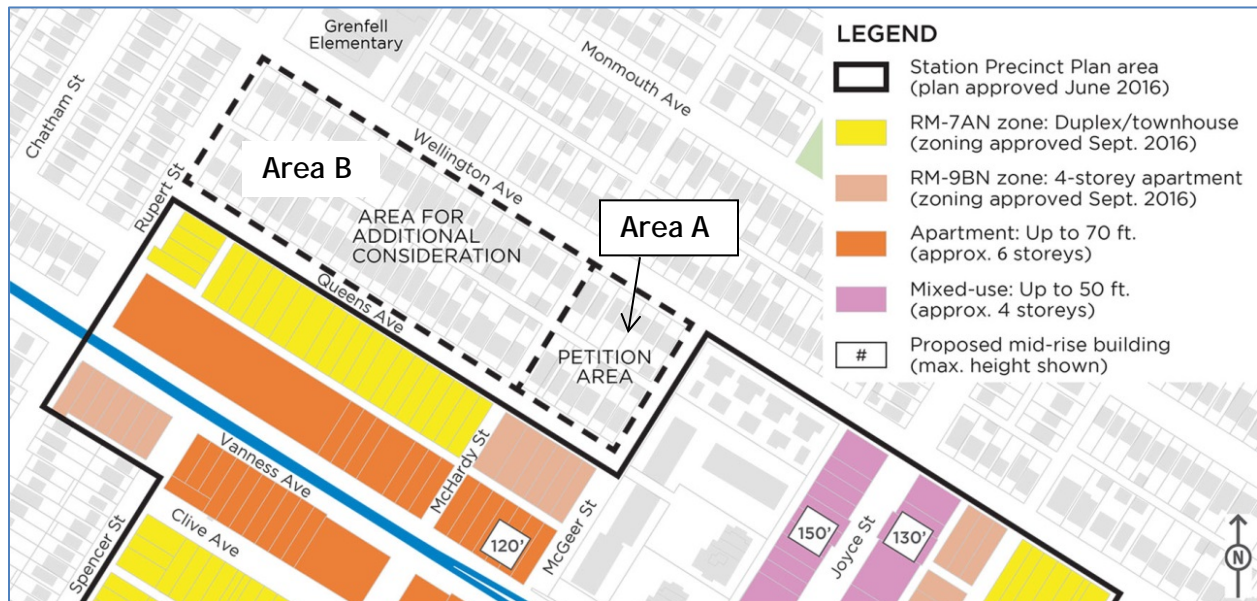 Grenfell
Elementary
Monmouth Ave
Chatham St
Wellington Ave
Rupert St
Area B
AREA FOR
ADDITIONAL
CONSIDERATION
Area A
Queens Ave
PETITION
AREA
McHardy St
McGeer St
Vanness Ave
Clive Ave
Spencer St
Joyce St
120'
150'
130'
LEGEND
Station Precinct Plan area
(plan approved June 2016)
RM-7AN zone: Duplex/townhouse
(zoning approved Sept. 2016)
RM-9BN zone: 4-storey apartment
(zoning approved Sept. 2016)
Apartment: Up to 70 ft.
(approx. 6 storeys)
Mixed-use: Up to 50 ft.
(approx. 4 storeys)
# Proposed mid-rise building
(max. height shown)
N